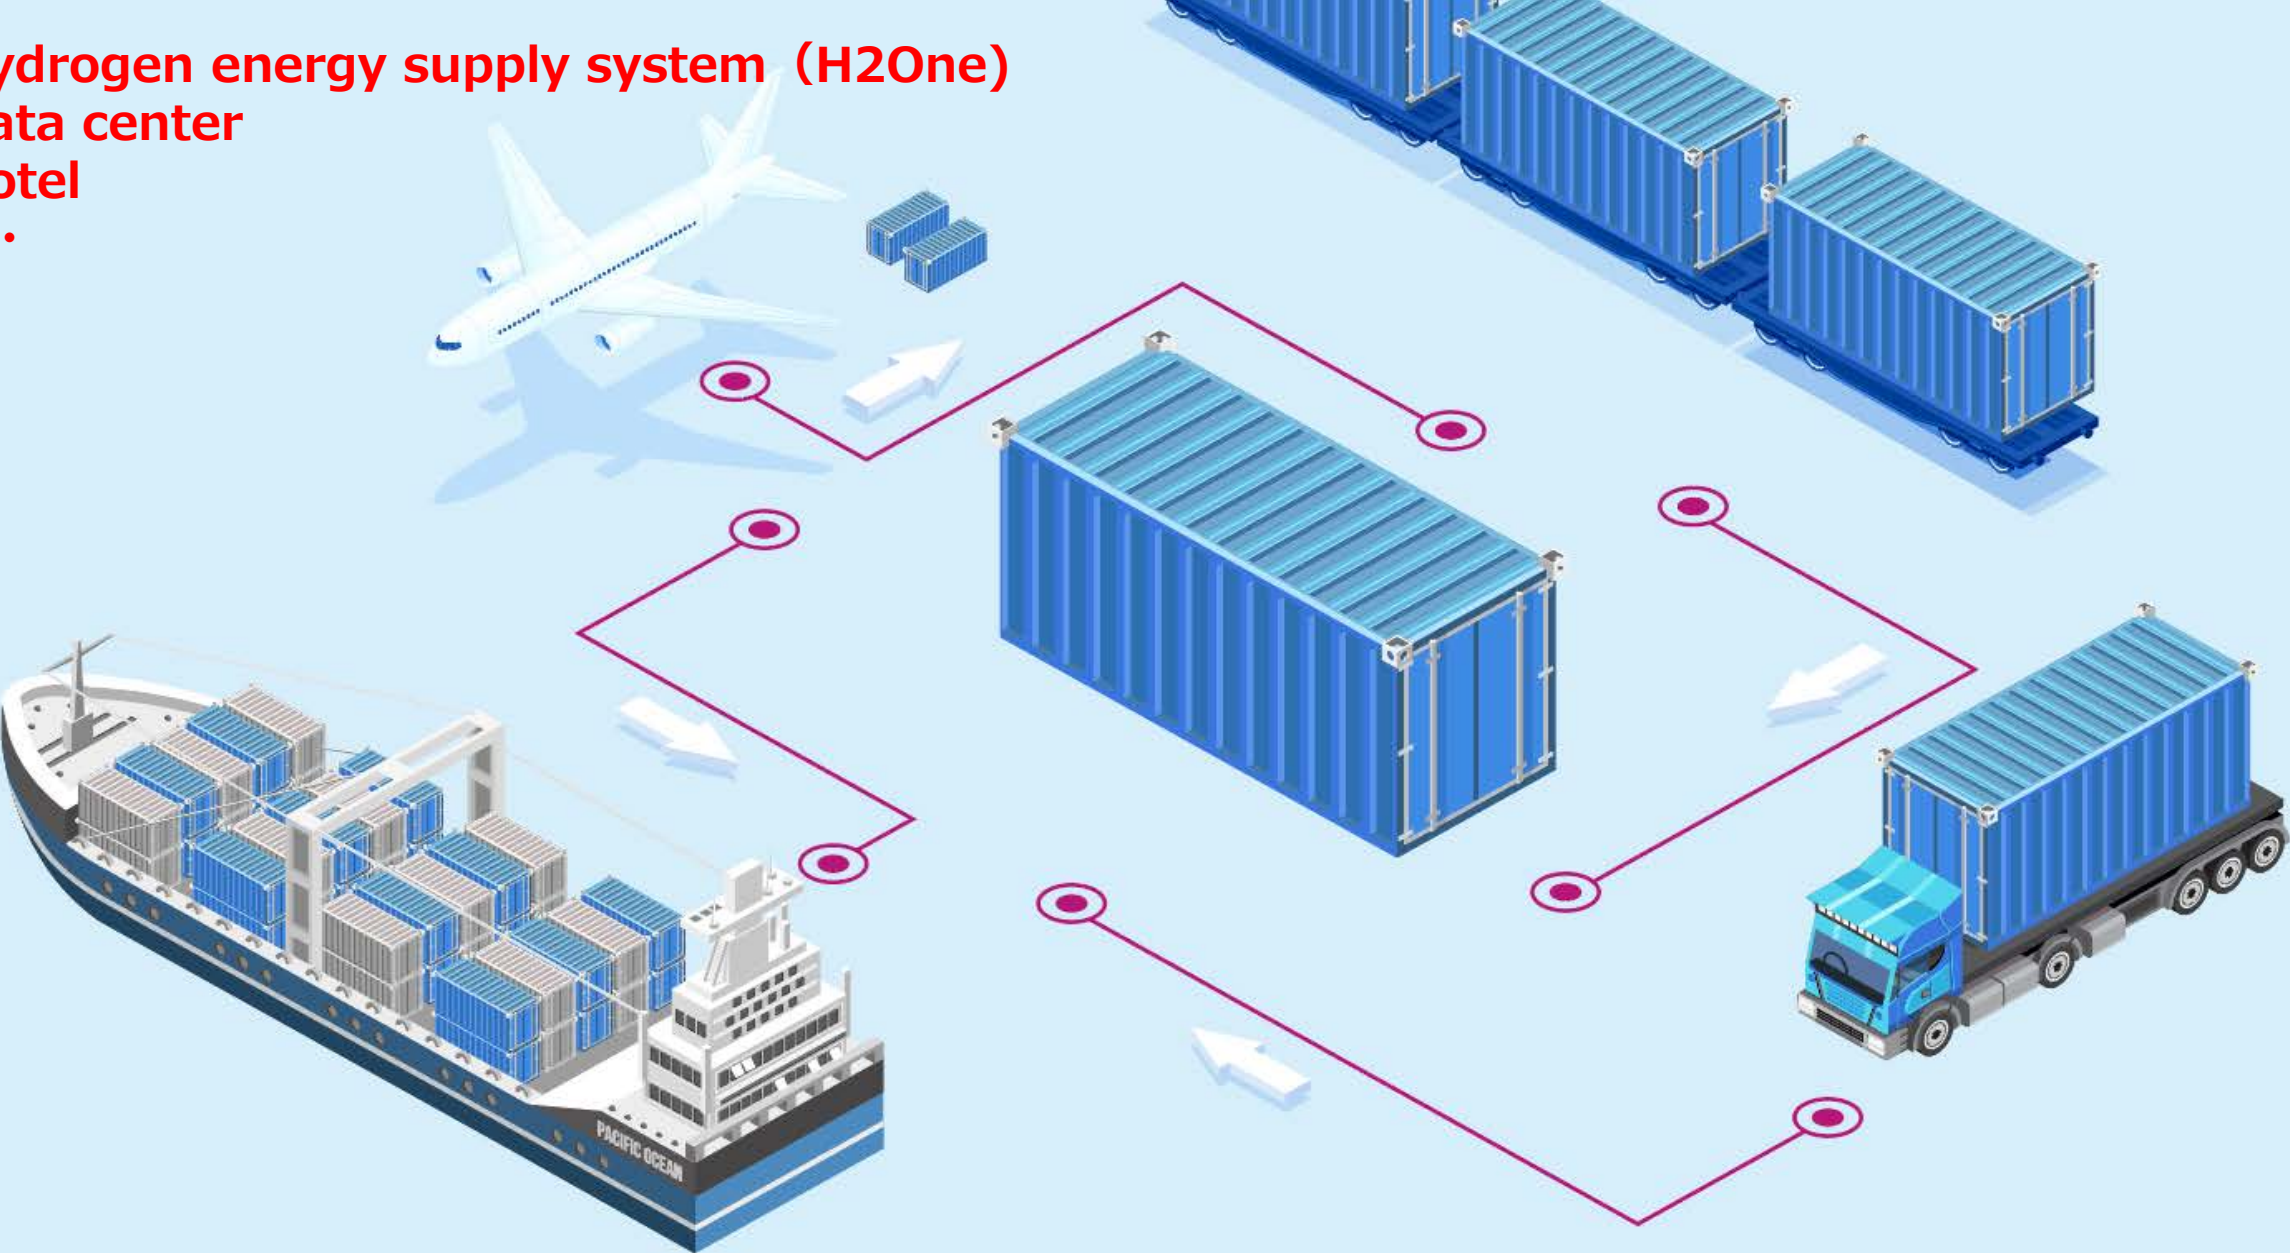 ydrogen energy supply system（H2One)
ata center
otel
.
PACIFIC OCEAN